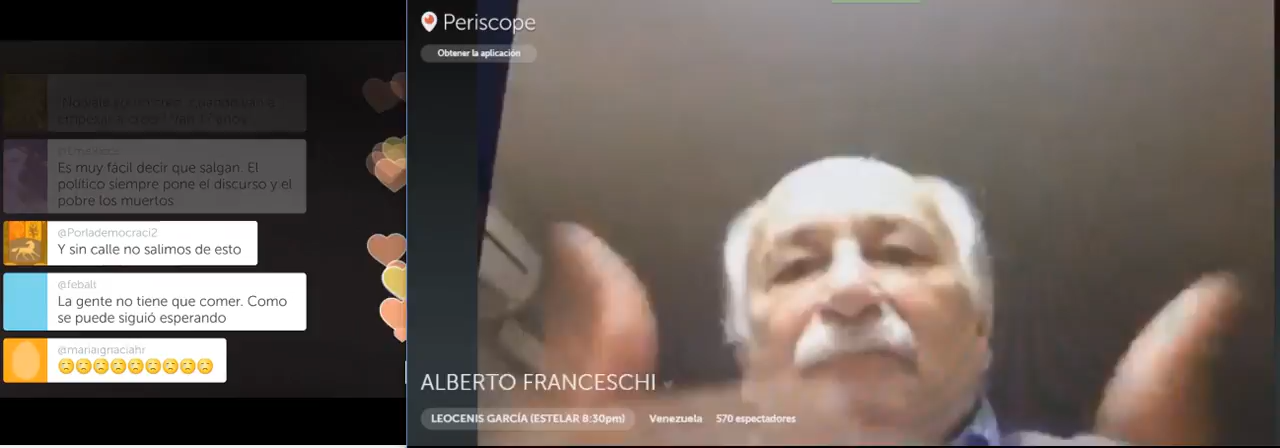 Es muy fácil decir que salgan. El
político siempre pone el discurso y el
pobre los muertos
@Porlademocraci2
Y sin calle no salimos de esto
@febalt
La gente no tiene que comer. Como
se puede siguió esperando
@mariaignaciahr
Periscope
Obtener la aplicación
ALBERTO FRANCESCHI
LEOCENIS GARCÍA (ESTELAR 8:30pm) Venezuela 570 espectadores